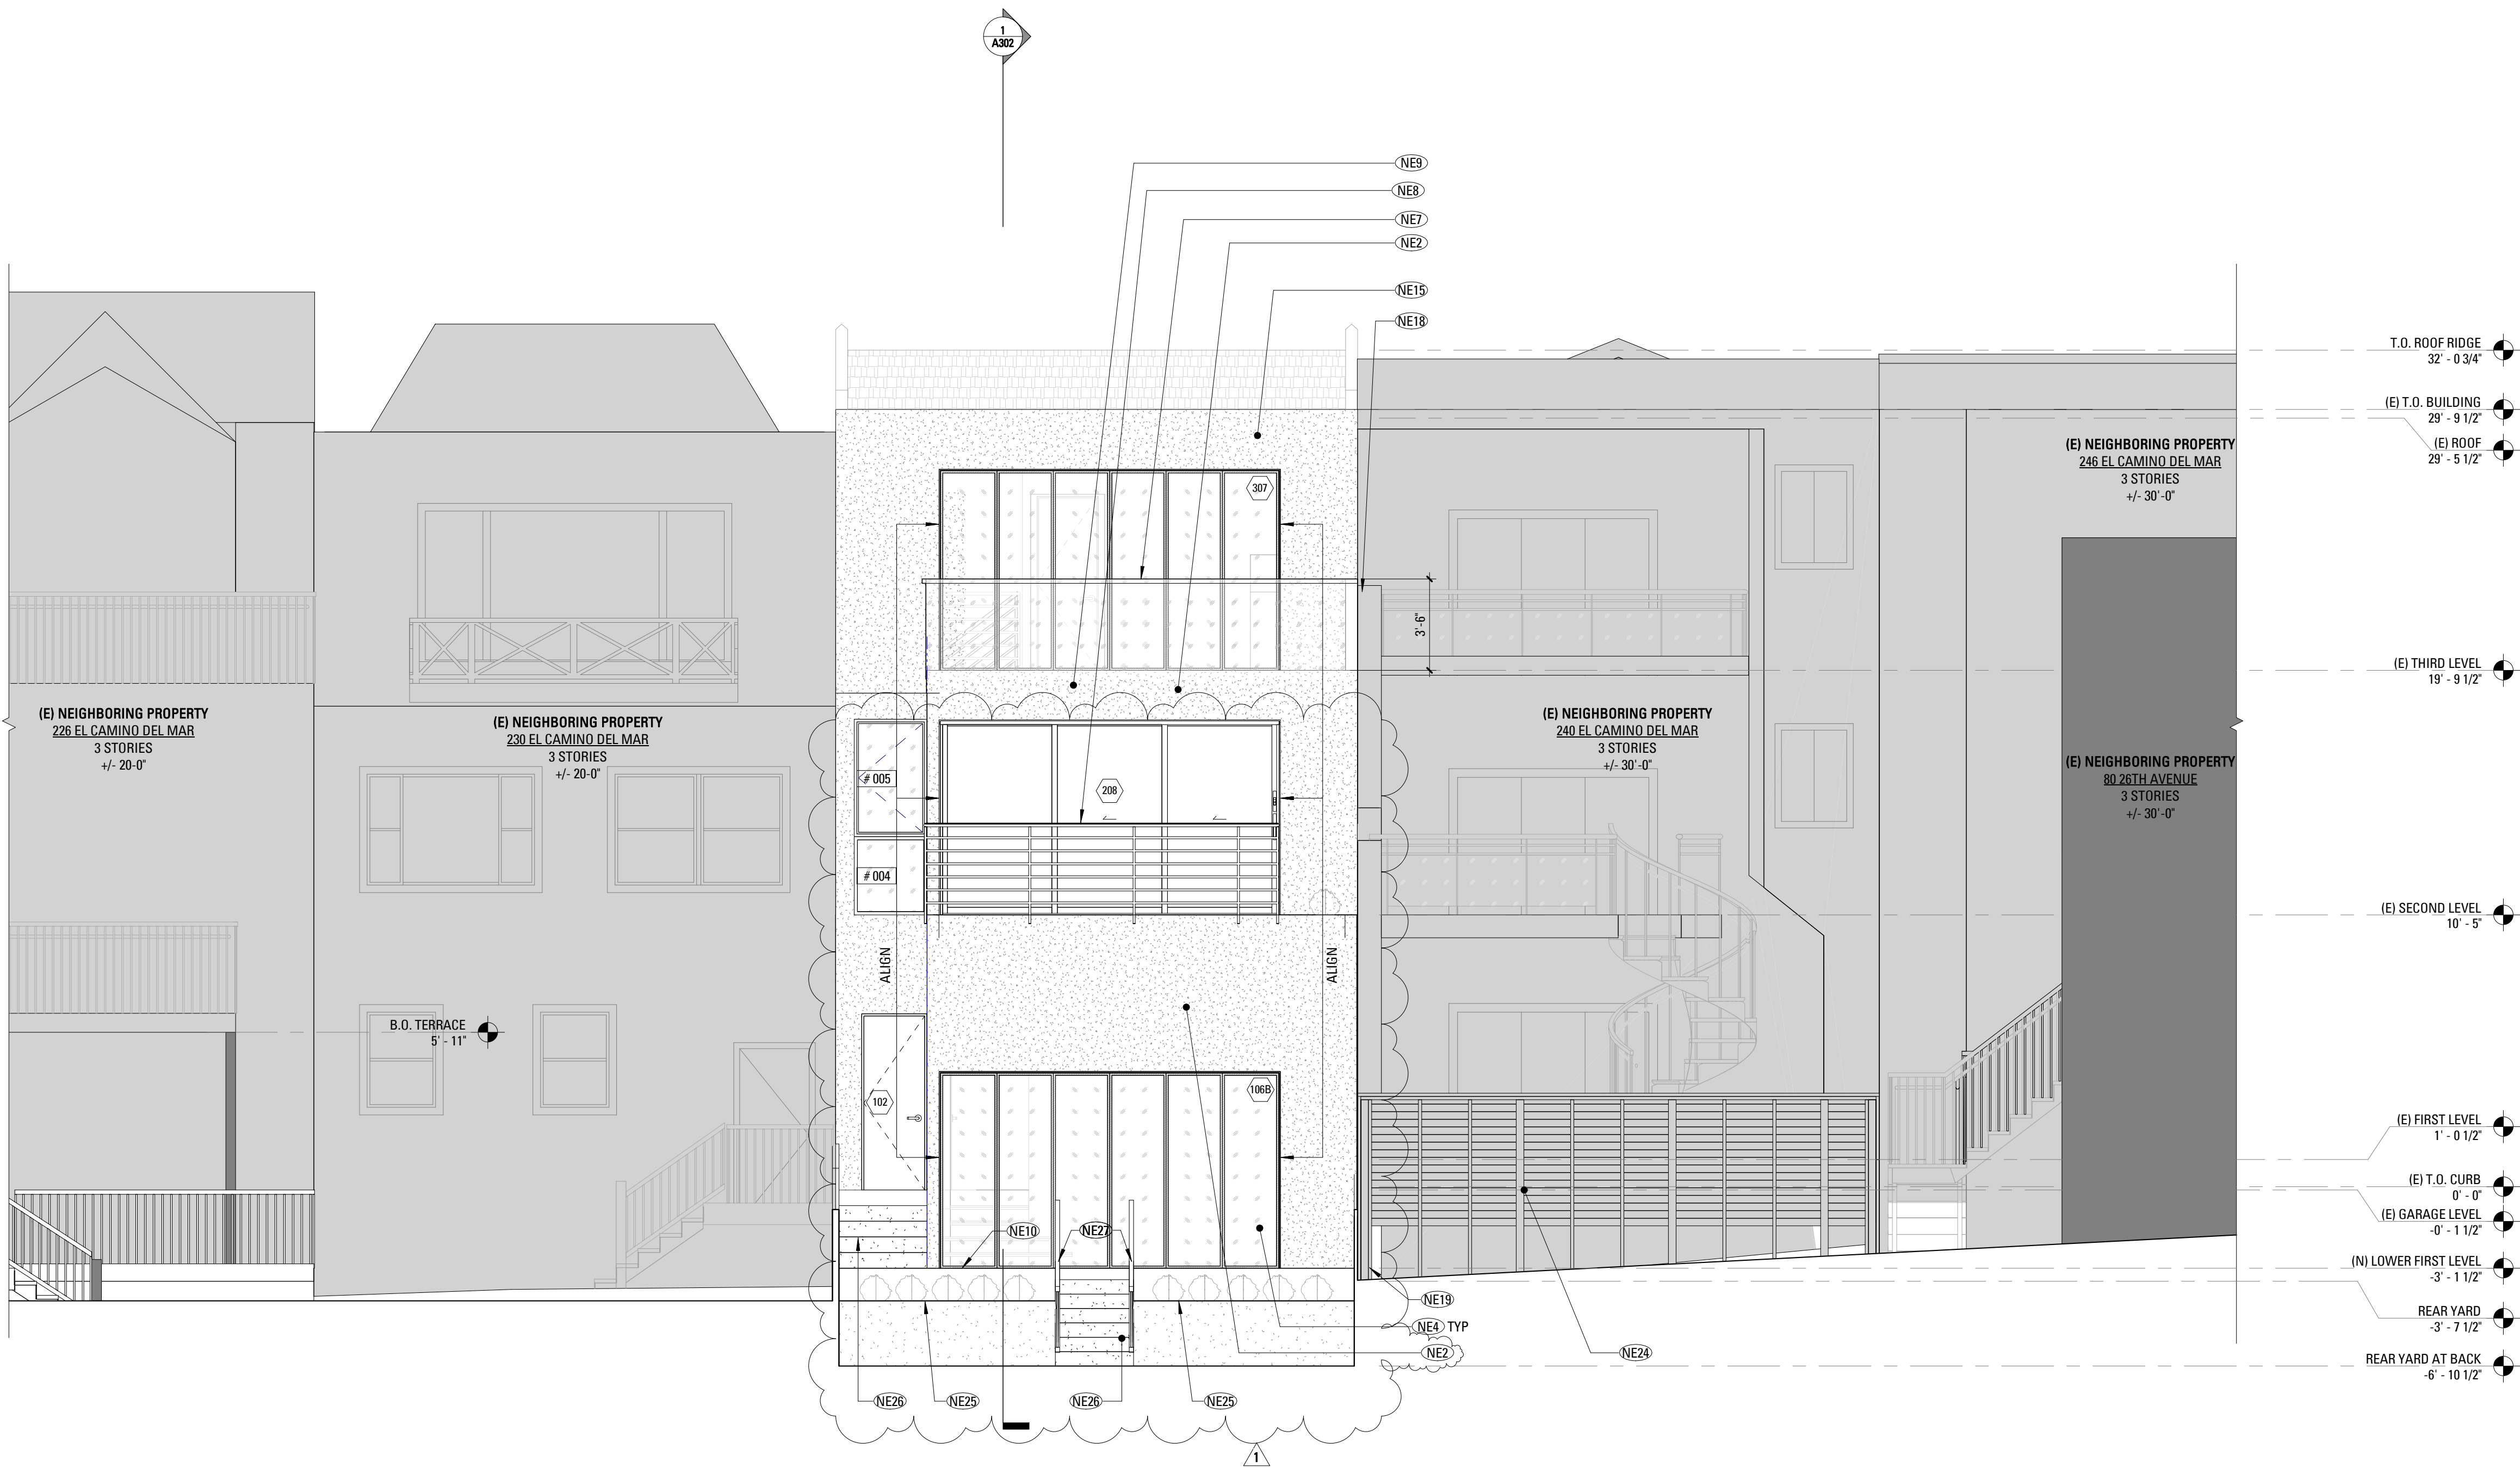 1
A302
NE9
NE8
NE7
NE2
NE15
NE18
T.O. ROOF RIDGE
32' - 0 3/4"
(E) T.O. BUILDING
29' - 9 1/2"
(E) ROOF
29' - 5 1/2"
(E) NEIGHBORING PROPERTY
246 EL CAMINO DEL MAR
3 STORIES
+/- 30'-0"
307
3'-6"
(E) THIRD LEVEL
19' - 9 1/2"
(E) NEIGHBORING PROPERTY
226 EL CAMINO DEL MAR
3 STORIES
+/- 20-0"
(E) NEIGHBORING PROPERTY
230 EL CAMINO DEL MAR
3 STORIES
+/- 20-0"
(E) NEIGHBORING PROPERTY
240 EL CAMINO DEL MAR
3 STORIES
+/- 30'-0"
(E) NEIGHBORING PROPERTY
80 26TH AVENUE
3 STORIES
+/- 30'-0"
# 005
208
# 004
(E) SECOND LEVEL
10' - 5"
ALIGN
ALIGN
B.O. TERRACE
5' - 11"
102
106B
(E) FIRST LEVEL
1' - 0 1/2"
(E) T.O. CURB
0' - 0"
(E) GARAGE LEVEL
-0' - 1 1/2"
NE10
NE27
(N) LOWER FIRST LEVEL
-3' - 1 1/2"
NE19
REAR YARD
-3' - 7 1/2"
NE4 TYP
NE2
NE24
REAR YARD AT BACK
-6' - 10 1/2"
NE26
NE25
NE26
NE25
1